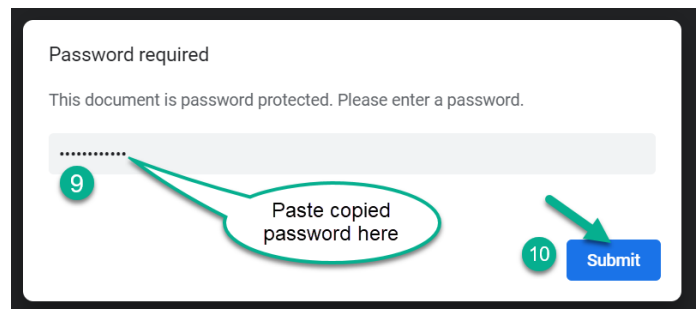 Password required
This document is password protected. Please enter a password.
............
9
Paste copied
password here
10
Submit